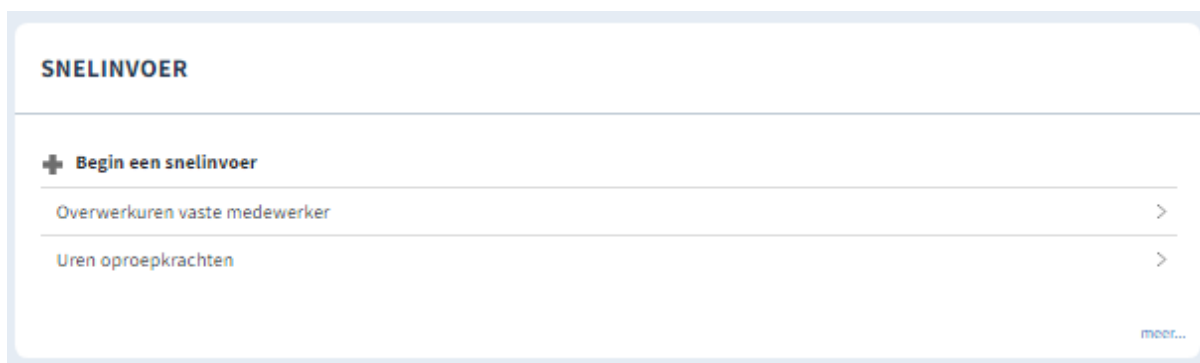 SNELINVOER
Begin een snelinvoer
Overwerkuren vaste medewerker
Uren oproepkrachten
meer...